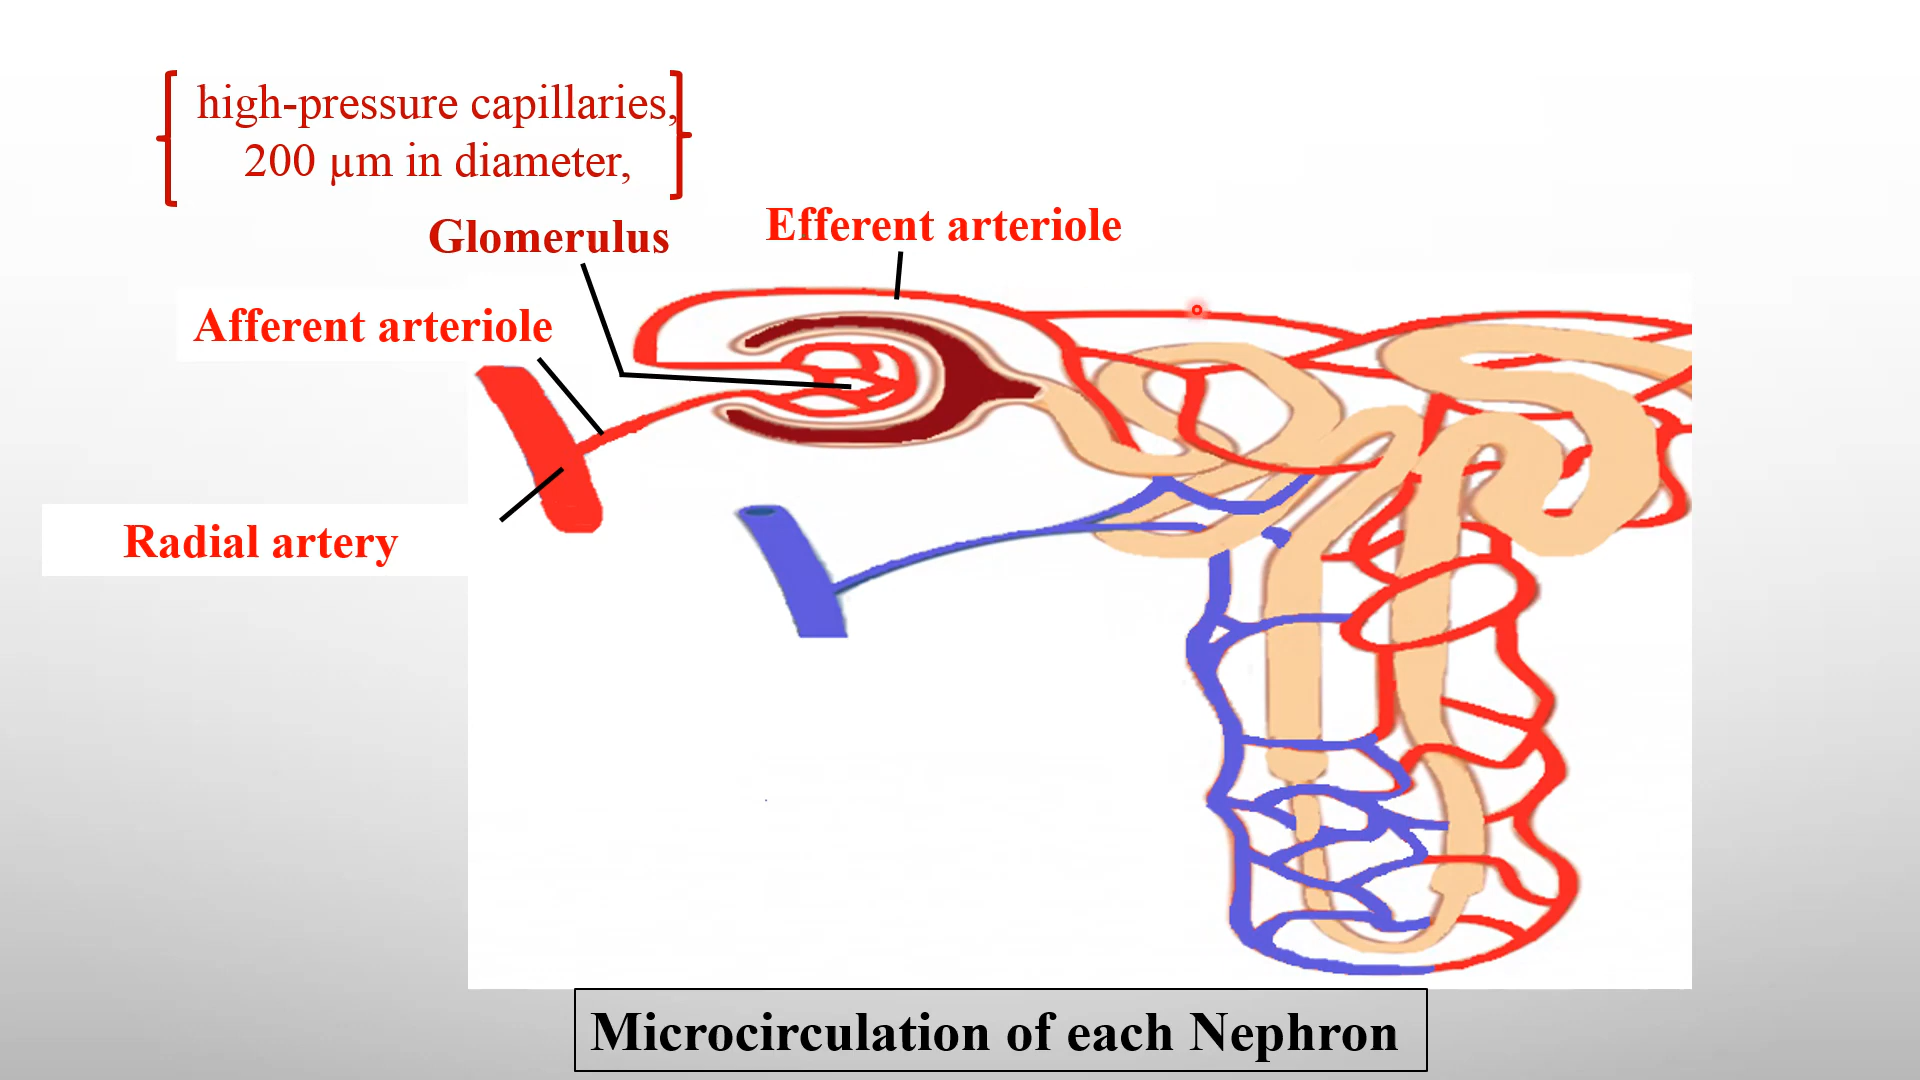 high-pressure capillaries,
200 µm in diameter,
Glomerulus
Efferent arteriole
Afferent arteriole
Radial artery
Microcirculation of each Nephron